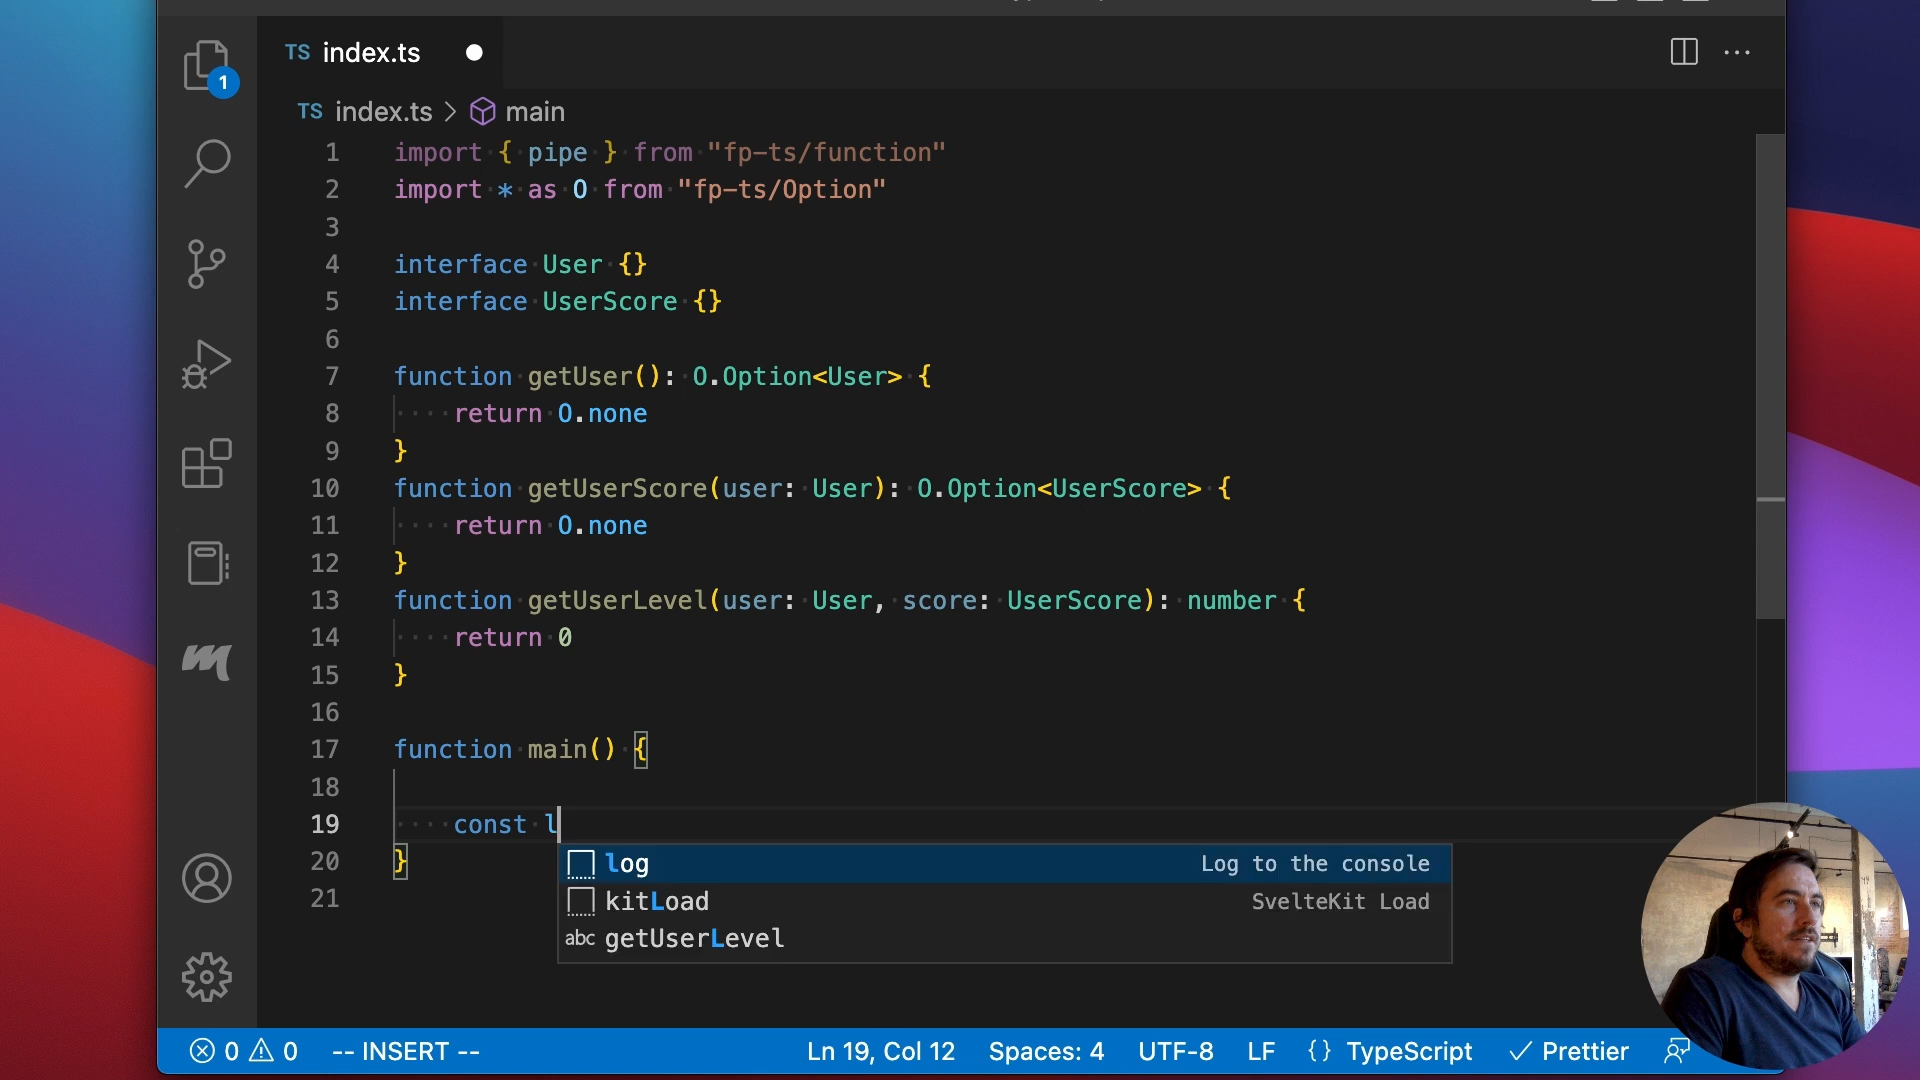 TS index.ts
1
TS index.ts > main
1 import { pipe } from "fp-ts/function"
2 import * as O from "fp-ts/Option"
3
4 interface User {}
5 interface UserScore {}
6
7 function getUser(): O.Option<User> {
8 return O.none
9 }
10 function getUserScore(user: User): O.Option<UserScore> {
11 return O.none
12 }
13 function getUserLevel(user: User, score: UserScore): number {
14 return 0
15 }
16
17 function main() {
18
19 const l
20 }
21
log Log to the console
kitLoad SvelteKit Load
abc getUserLevel
0 0 -- INSERT -- Ln 19, Col 12 Spaces: 4 UTF-8 LF {} TypeScript ✓ Prettier